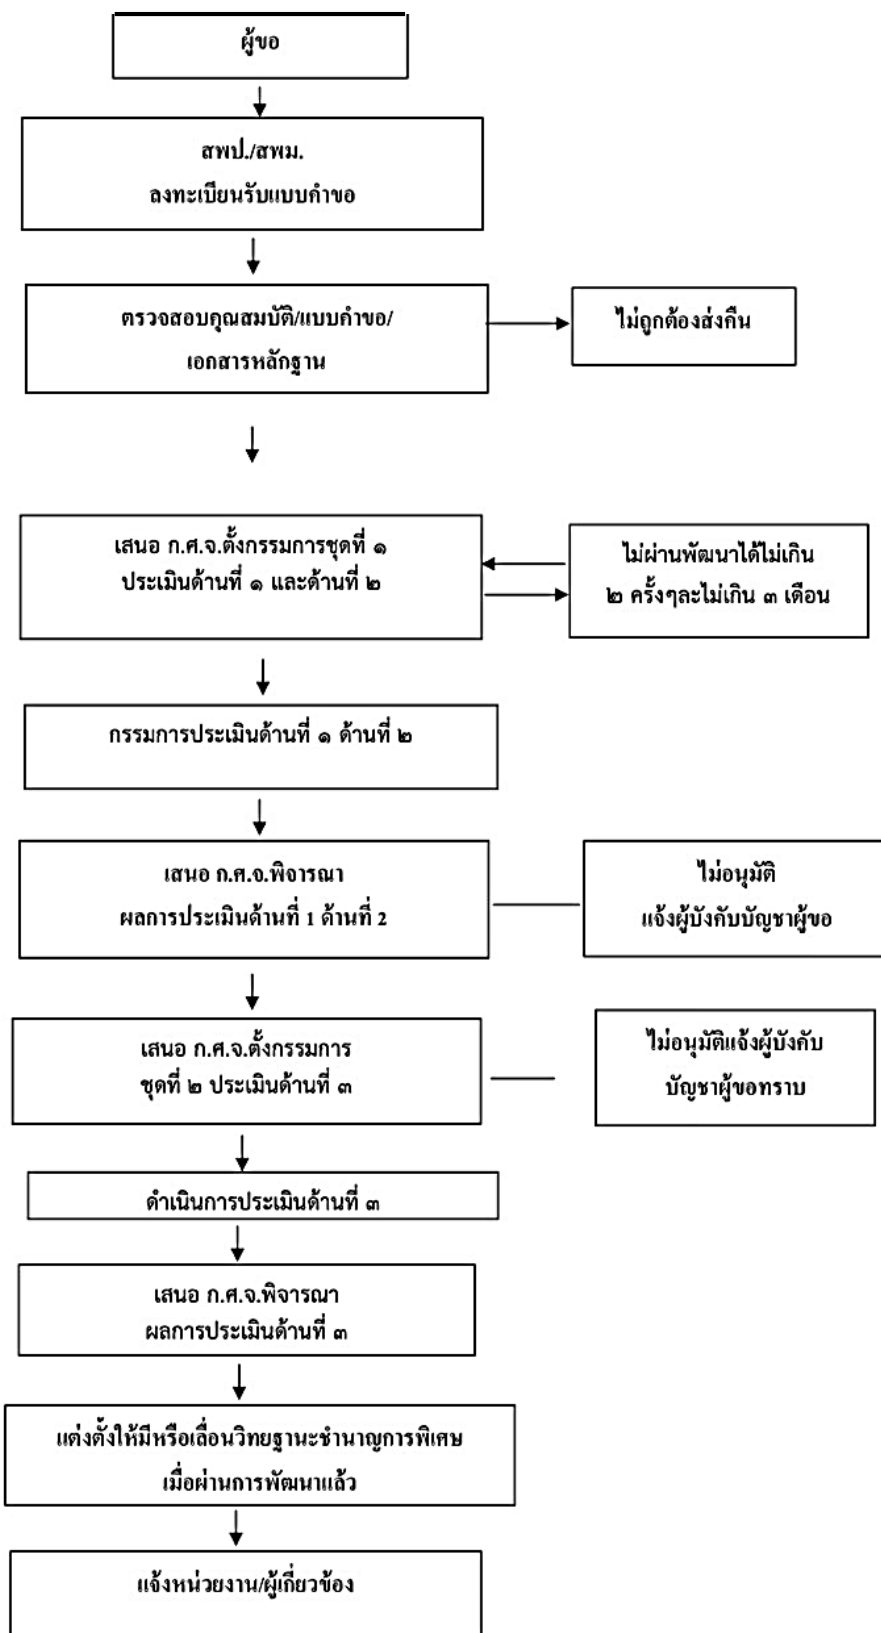 ผู้ขอ
สพป./สพม.
ลงทะเบียนรับแบบคำขอ
ตรวจสอบคุณสมบัติ/แบบคำขอ/
เอกสารหลักฐาน
ไม่ถูกต้องส่งคืน
เสนอ ก.ศ.จ.ตั้งกรรมการชุดที่ ๑
ประเมินด้านที่ ๑ และด้านที่ ๒
ไม่ผ่านพัฒนาได้ไม่เกิน
๒ ครั้งๆละไม่เกิน ๓ เดือน
กรรมการประเมินด้านที่ ๑ ด้านที่ ๒
เสนอ ก.ศ.จ.พิจารณา
ผลการประเมินด้านที่ 1 ด้านที่ 2
ไม่อนุมัติ
แจ้งผู้บังคับบัญชาผู้ขอ
เสนอ ก.ศ.จ.ตั้งกรรมการ
ชุดที่ ๒ ประเมินด้านที่ ๓
ไม่อนุมัติแจ้งผู้บังคับ
บัญชาผู้ขอทราบ
ดำเนินการประเมินด้านที่ ๓
เสนอ ก.ศ.จ.พิจารณา
ผลการประเมินด้านที่ ๓
แต่งตั้งให้มีหรือเลื่อนวิทยฐานะชำนาญการพิเศษ
เมื่อผ่านการพัฒนาแล้ว
แจ้งหน่วยงาน/ผู้เกี่ยวข้อง